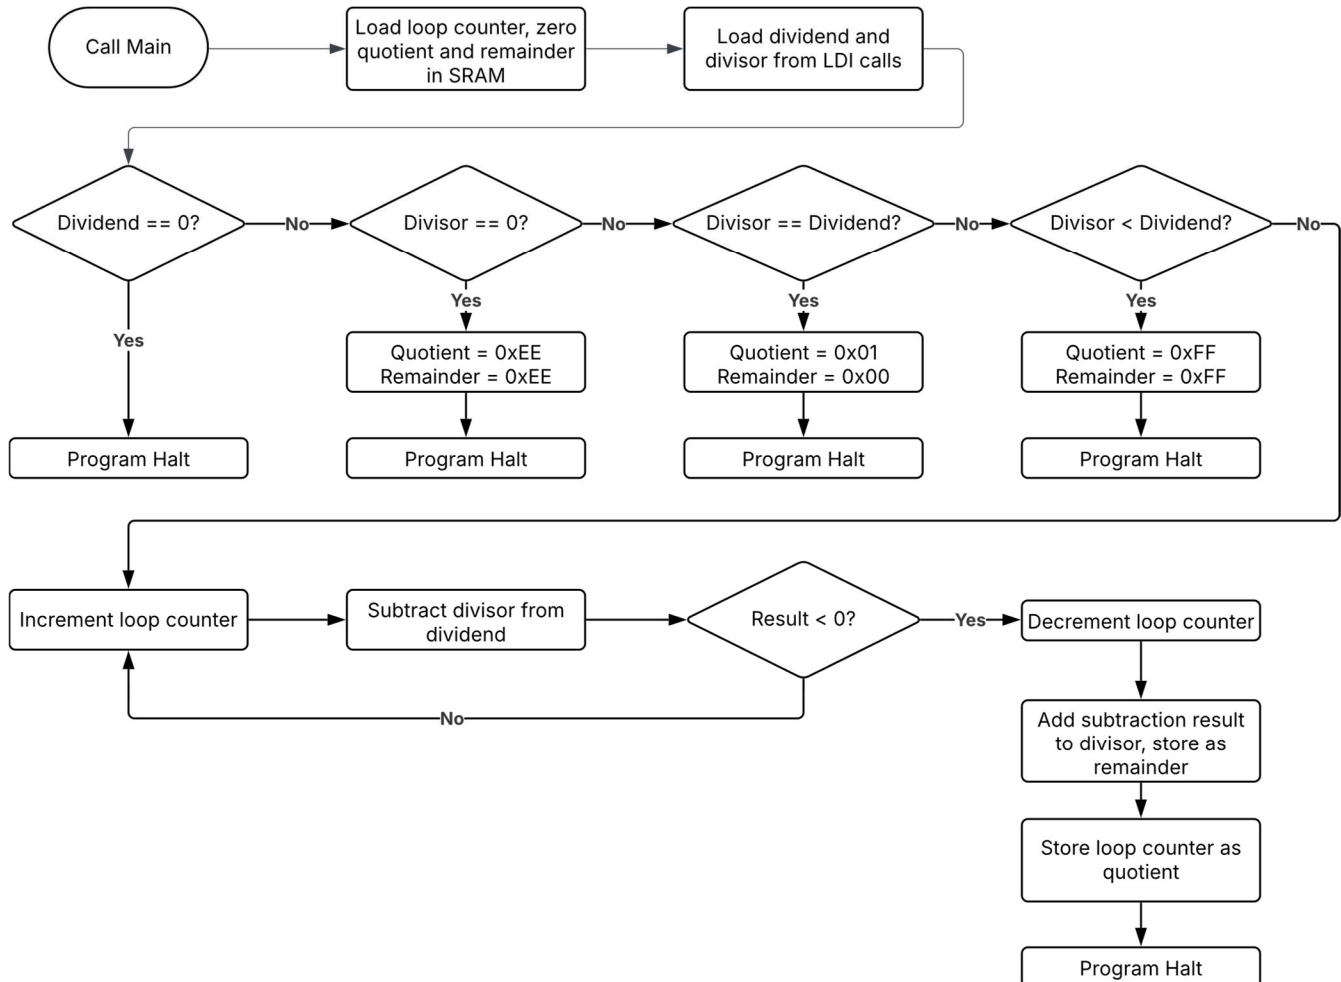 Call Main
Load loop counter, zero
quotient and remainder
in SRAM
Load dividend and
divisor from LDI calls
Dividend == 0?
No
Divisor == 0?
No
Divisor == Dividend?
No
Divisor < Dividend?
No
Yes
Yes
Yes
Yes
Quotient = 0xEE
Remainder = 0xEE
Quotient = 0x01
Remainder = 0x00
Quotient = 0xFF
Remainder = 0xFF
Program Halt
Program Halt
Program Halt
Program Halt
Increment loop counter
Subtract divisor from
dividend
Result < 0?
Yes
Decrement loop counter
No
Add subtraction result
to divisor, store as
remainder
Store loop counter as
quotient
Program Halt